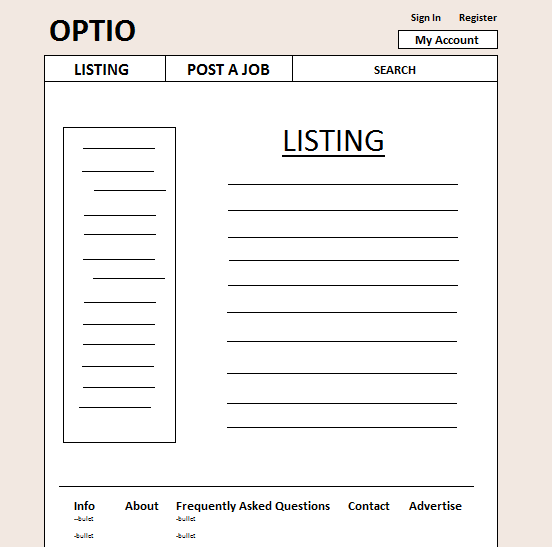 Sign In Register
OPTIO
My Account
LISTING POST A JOB SEARCH
LISTING
Info About Frequently Asked Questions Contact Advertise
-bullet -bullet
-bullet -bullet